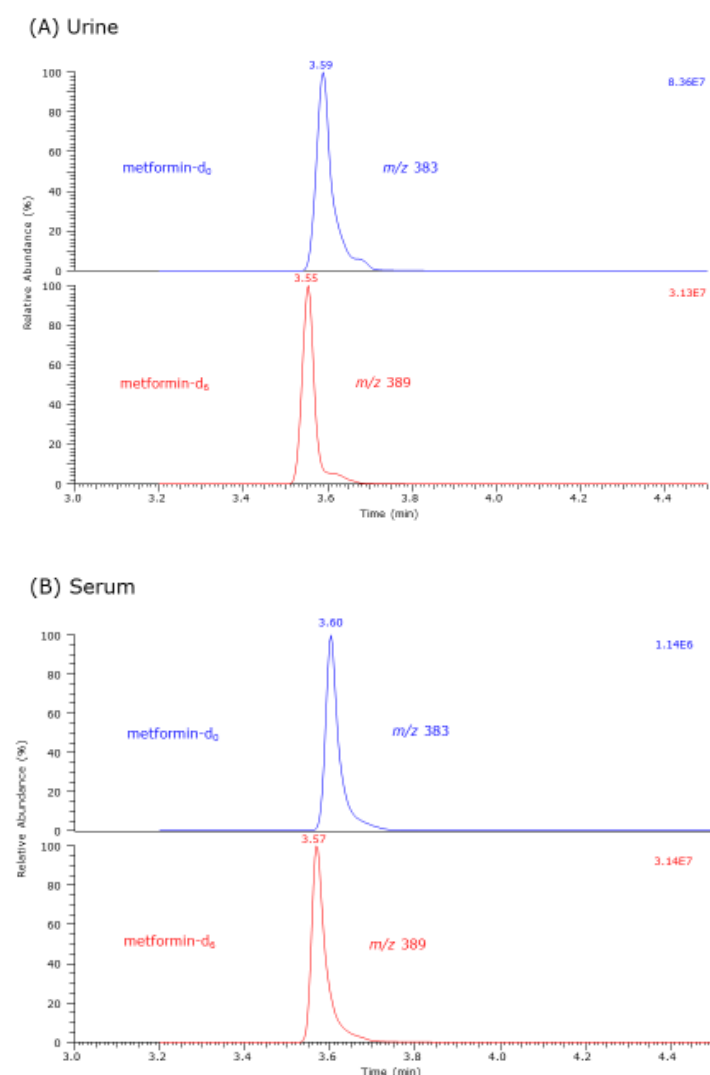 (A) Urine
3.59
8.36E7
100
80
60
40
20
0
metformin-d₀
m/z 383
Relative Abundance (%)
3.55
3.13E7
100
80
60
40
20
0
metformin-d₆
m/z 389
3.0 3.2 3.4 3.6 3.8 4.0 4.2 4.4
Time (min)
(B) Serum
3.60
1.14E6
100
80
60
40
20
0
metformin-d₀
m/z 383
Relative Abundance (%)
3.57
3.14E7
100
80
60
40
20
0
metformin-d₆
m/z 389
3.0 3.2 3.4 3.6 3.8 4.0 4.2 4.4
Time (min)